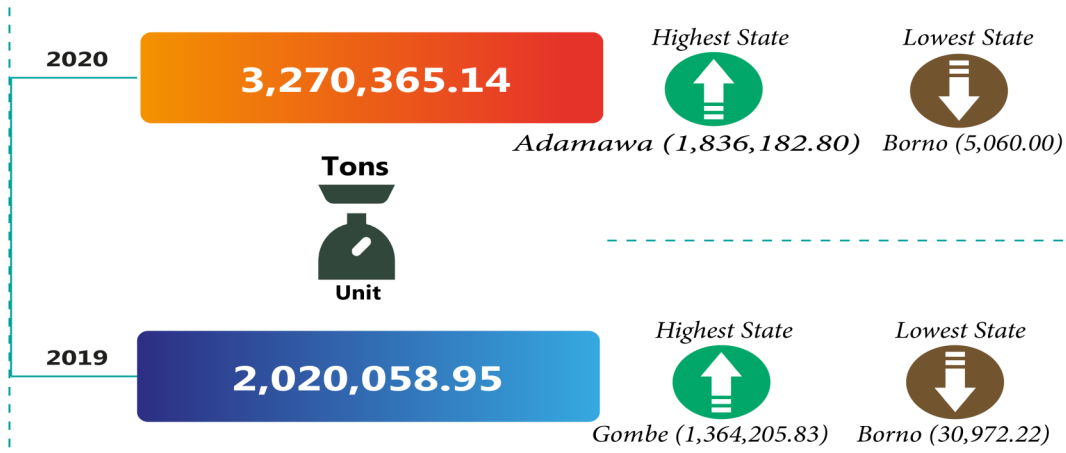 2020
3,270,365.14
Highest State
Adamawa (1,836,182.80)
Lowest State
Borno (5,060.00)
Tons
Unit
2019
2,020,058.95
Highest State
Gombe (1,364,205.83)
Lowest State
Borno (30,972.22)